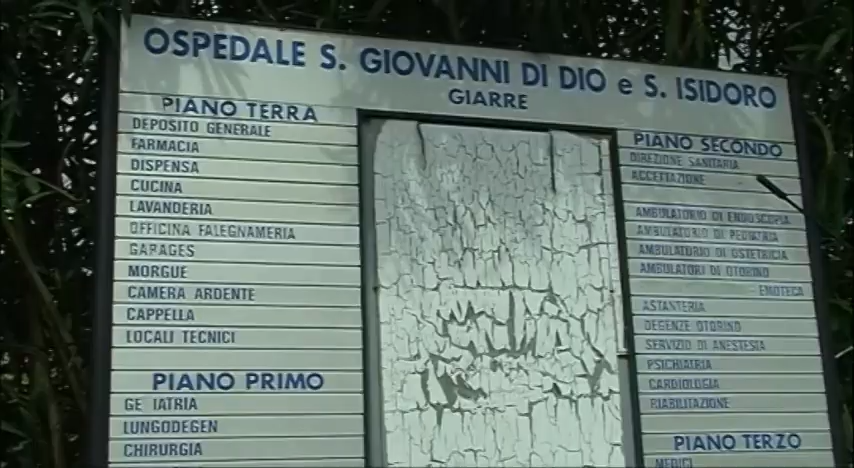 OSPEDALE S. GIOVANNI DI DIO e S. ISIDORO
GIARRE
PIANO TERRA
DEPOSITO GENERALE
FARMACIA
DISPENSA
CUCINA
LAVANDERIA
OFFICINA FALEGNAMERIA
GARAGES
MORGUE
CAMERA ARDENTE
CAPPELLA
LOCALI TECNICI
PIANO PRIMO
GE IATRIA
LUNGODEGEN
CHIRURGIA
PIANO SECONDO
DIREZIONE SANITARIA
ACCETTAZIONE
AMBULATORIO DI ENDOSCOPIA
AMBULATORIO DI PEDIATRIA
AMBULATORIO DI OSTETRICIA
AMBULATORI DI OTORINO
EMOTECA
ASTANTERIA
DEGENZE OTORINO
SERVIZIO DI ANESTESIA
PSICHIATRIA
CARDIOLOGIA
RIABILITAZIONE
PIANO TERZO
MEDICI